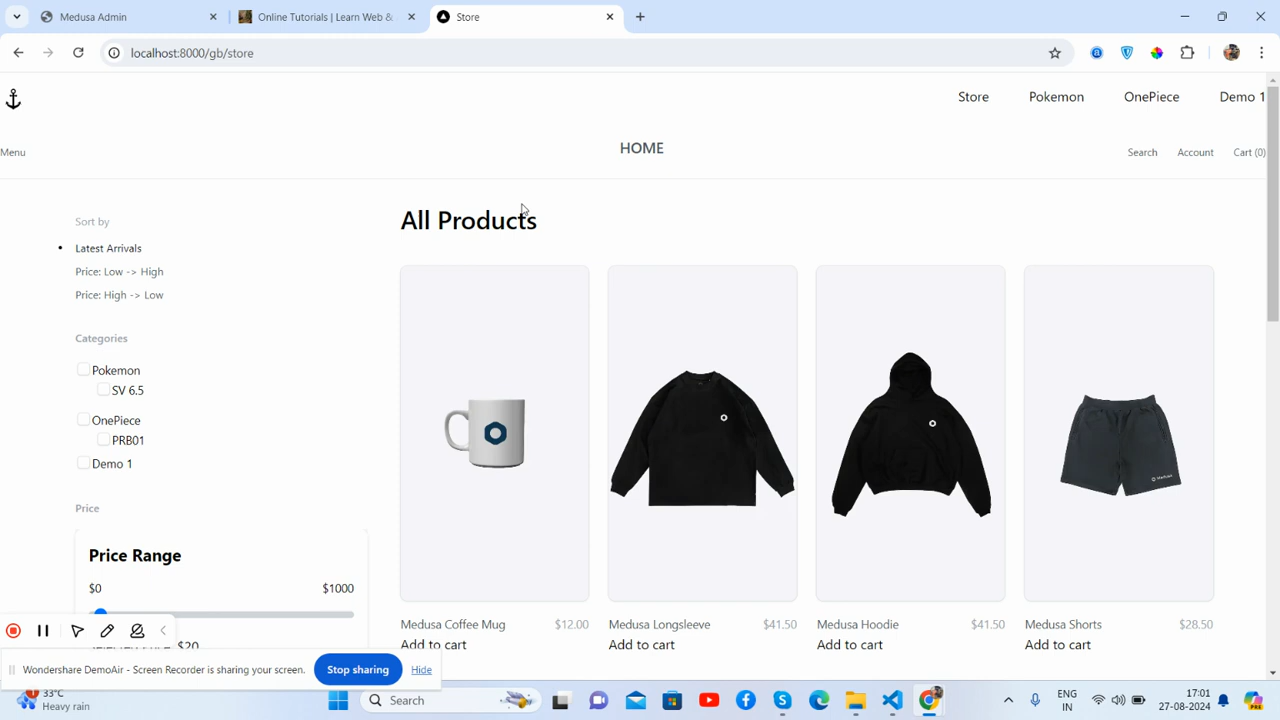 Medusa Admin
Online Tutorials | Learn Web &
Store
localhost:8000/gb/store
Store
Pokemon
OnePiece
Demo 1
HOME
Menu
Search
Account
Cart (0)
Sort by
Latest Arrivals
Price: Low -> High
Price: High -> Low
Categories
Pokemon
SV 6.5
OnePiece
PRB01
Demo 1
Price
Price Range
$0
$1000
All Products
Medusa Coffee Mug
$12.00
Add to cart
Medusa Longsleeve
$41.50
Add to cart
Medusa Hoodie
$41.50
Add to cart
Medusa Shorts
$28.50
Add to cart
Wondershare DemoAir - Screen Recorder is sharing your screen.
Stop sharing
Hide
33°C
Heavy rain
Search
ENG
IN
17:01
27-08-2024